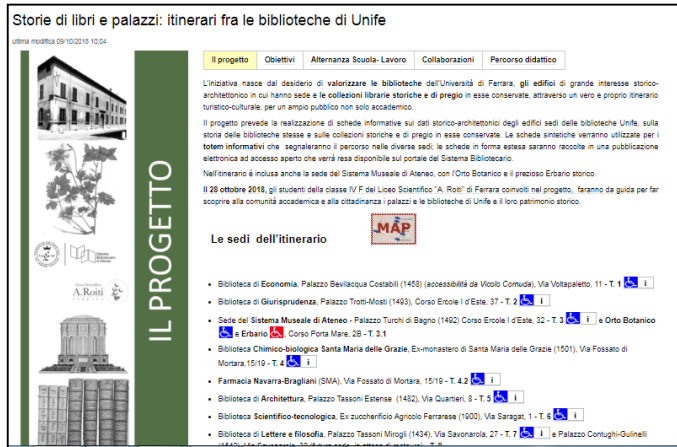 Storie di libri e palazzi: itinerari fra le biblioteche di Unife
ultima modifica 09/10/2018 10:04
Il progetto Obiettivi Alternanza Scuola- Lavoro Collaborazioni Percorso didattico
IL PROGETTO
A.Roiti
L'iniziativa nasce dal desiderio di valorizzare le biblioteche dell'Università di Ferrara, gli edifici di grande interesse storico-
architettonico in cui hanno sede e le collezioni librarie storiche e di pregio in esse conservate, attraverso un vero e proprio itinerario
turistico-culturale, per un ampio pubblico non solo accademico.
Il progetto prevede la realizzazione di schede informative sui dati storico-architettonici degli edifici sedi delle biblioteche Unife, sulla
storia delle biblioteche stesse e sulle collezioni storiche e di pregio in esse conservate. Le schede sintetiche verranno utilizzate per i
totem informativi che segnaleranno il percorso nelle diverse sedi; le schede in forma estesa saranno raccolte in una pubblicazione
elettronica ad accesso aperto che verrà resa disponibile sul portale del Sistema Bibliotecario.
Nell'itinerario è inclusa anche la sede del Sistema Museale di Ateneo, con l'Orto Botanico e il prezioso Erbario storico.
Il 28 ottobre 2018, gli studenti della classe IV F del Liceo Scientifico "A. Roiti" di Ferrara coinvolti nel progetto, faranno da guida per far
scoprire alla comunità accademica e alla cittadinanza i palazzi e le biblioteche di Unife e il loro patrimonio storico.
Le sedi dell'itinerario
MAP
Biblioteca di Economia, Palazzo Bevilacqua Costabili (1458) (accessibilità da Vicolo Cornuda), Via Voltapaletto, 11 - T. 1 i
Biblioteca di Giurisprudenza, Palazzo Trotti-Mosti (1493), Corso Ercole I d'Este, 37 - T. 2 i
Sede del Sistema Museale di Ateneo - Palazzo Turchi di Bagno (1492) Corso Ercole I d'Este, 32 - T. 3 i e Orto Botanico
e Erbario , Corso Porta Mare, 2B - T. 3.1
Biblioteca Chimico-biologica Santa Maria delle Grazie, Ex-monastero di Santa Maria delle Grazie (1501), Via Fossato di
Mortara,15/19 - T. 4 i
Farmacia Navarra-Bragliani (SMA), Via Fossato di Mortara, 15/19 - T. 4.2 i
Biblioteca di Architettura, Palazzo Tassoni Estense (1482), Via Quartieri, 8 - T. 5 i
Biblioteca Scientifico-tecnologica, Ex zuccherificio Agricolo Ferrarese (1900), Via Saragat, 1 - T. 6 i
Biblioteca di Lettere e filosofia, Palazzo Tassoni Mirogli (1434), Via Savonarola, 27 - T. 7 i e Palazzo Contughi-Gulinelli